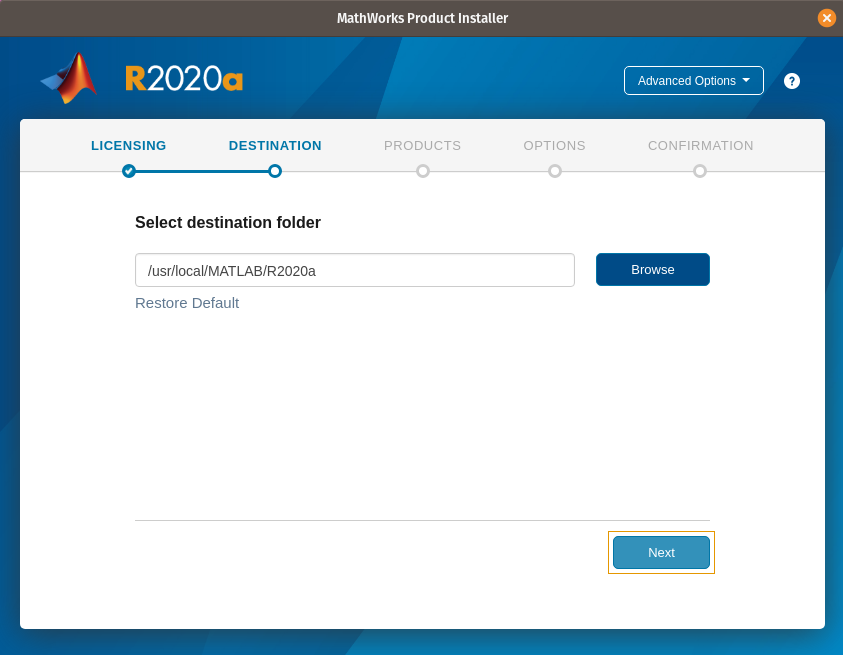 MathWorks Product Installer
R2020a
Advanced Options
?
LICENSING DESTINATION PRODUCTS OPTIONS CONFIRMATION
Select destination folder
/usr/local/MATLAB/R2020a
Browse
Restore Default
Next